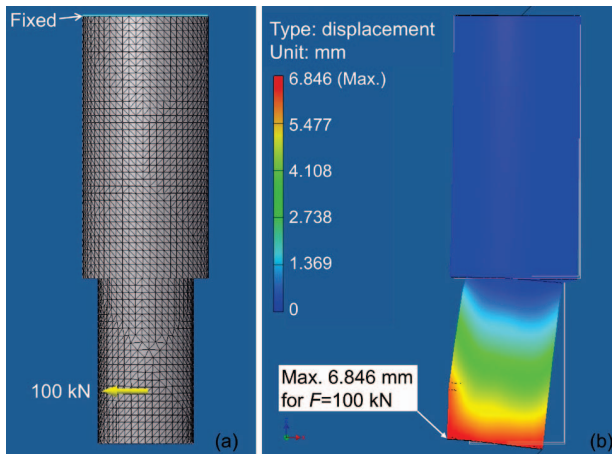 Fixed
100 kN
(a)
Type: displacement
Unit: mm
6.846 (Max.)
5.477
4.108
2.738
1.369
0
Max. 6.846 mm
for F=100 kN
(b)